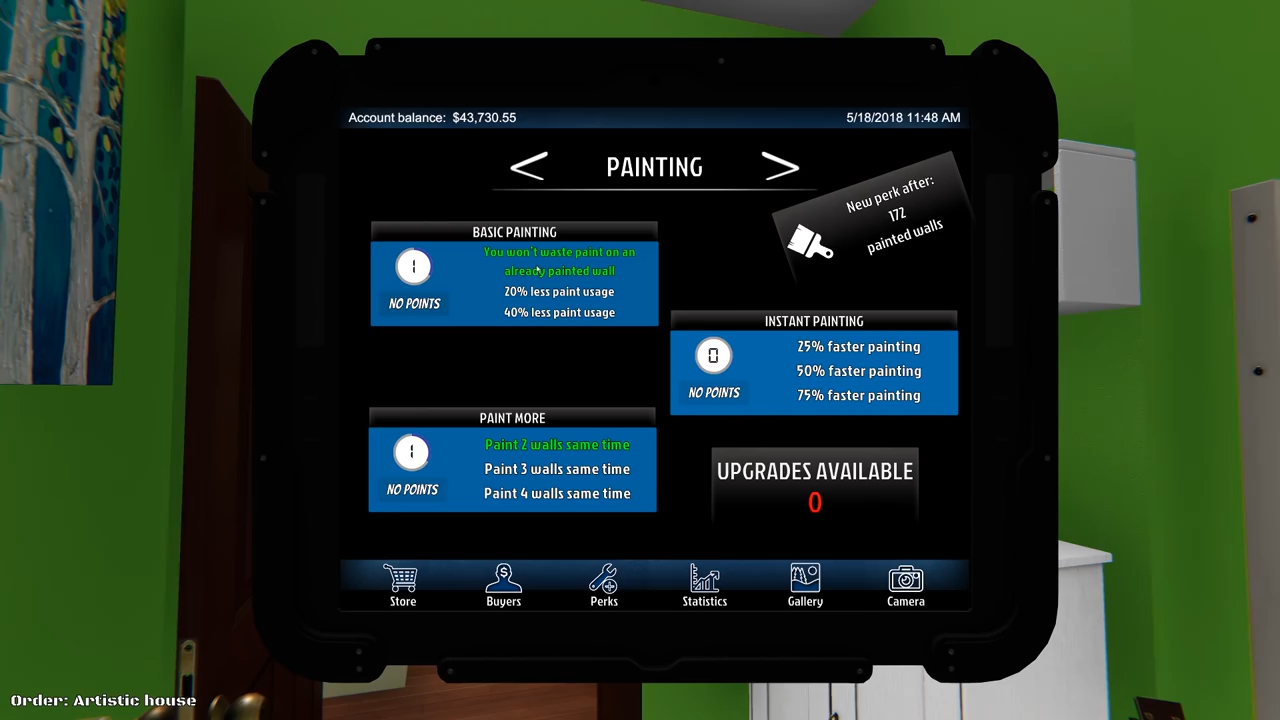 Account balance: $43,730.55
5/18/2018 11:48 AM
PAINTING
New perk after:
172
painted walls
BASIC PAINTING
1
NO POINTS
You won't waste paint on an
already painted wall
20% less paint usage
40% less paint usage
INSTANT PAINTING
0
NO POINTS
25% faster painting
50% faster painting
75% faster painting
PAINT MORE
1
NO POINTS
Paint 2 walls same time
Paint 3 walls same time
Paint 4 walls same time
UPGRADES AVAILABLE
0
Store
Buyers
Perks
Statistics
Gallery
Camera
Order: Artistic house